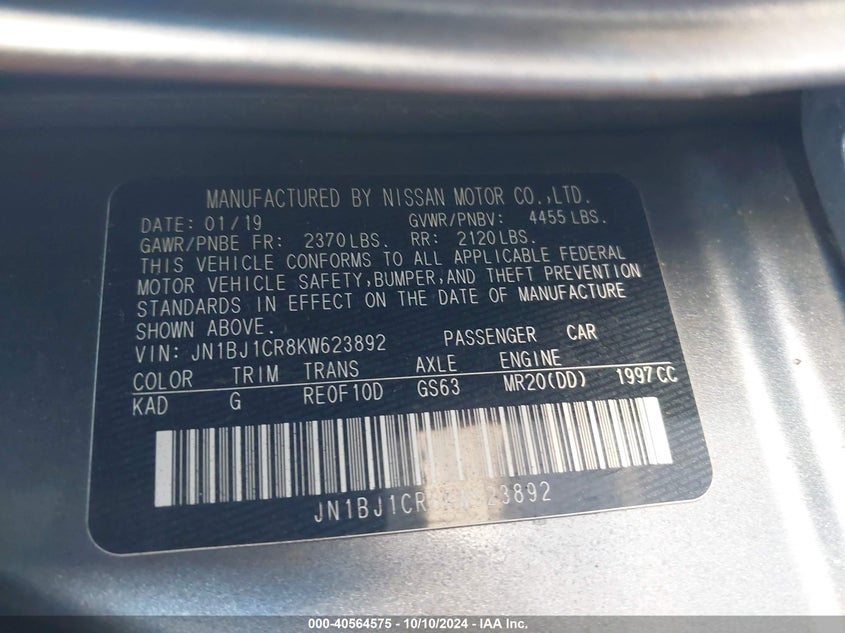 MANUFACTURED BY NISSAN MOTOR CO.,LTD.
DATE: 01/19 GVWR/PNBV: 4455 LBS.
GAWR/PNBE FR: 2370LBS. RR: 2120LBS.
THIS VEHICLE CONFORMS TO ALL APPLICABLE FEDERAL
MOTOR VEHICLE SAFETY,BUMPER,AND THEFT PREVENTION
STANDARDS IN EFFECT ON THE DATE OF MANUFACTURE
SHOWN ABOVE.
VIN: JN1BJ1CR8KW623892 PASSENGER CAR
COLOR TRIM TRANS AXLE ENGINE
KAD G RE0F10D GS63 MR20(DD) 1997CC
000-40564575 - 10/10/2024 - IAA Inc.